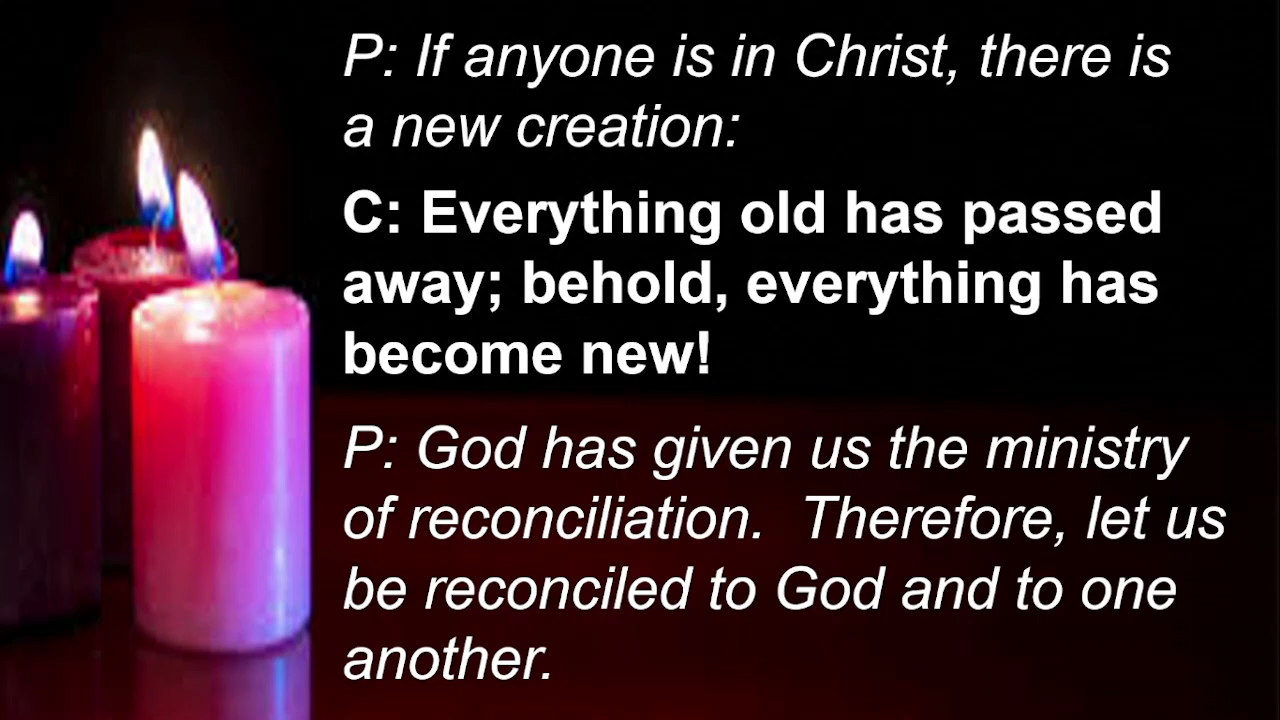 P: If anyone is in Christ, there is
a new creation:
C: Everything old has passed
away; behold, everything has
become new!
P: God has given us the ministry
of reconciliation.  Therefore, let us
be reconciled to God and to one
another.